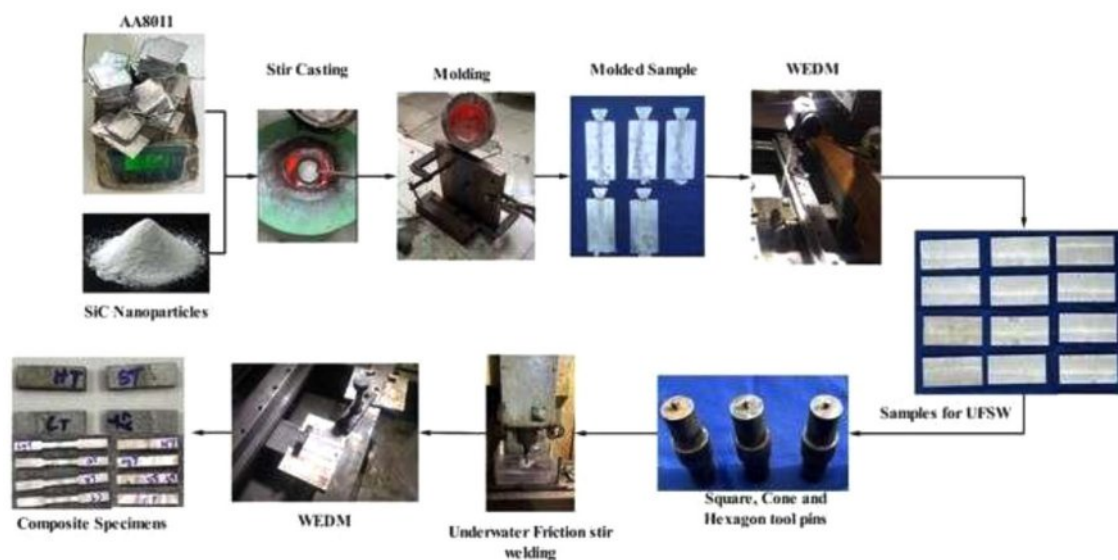 AA8011
Stir Casting
Molding
Molded Sample
WEDM
SiC Nanoparticles
Samples for UFSW
Square, Cone and
Hexagon tool pins
Underwater Friction stir
welding
WEDM
HT
ST
CT
Composite Specimens